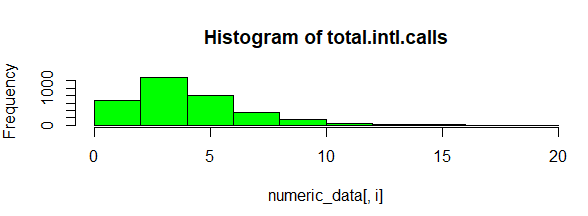 Histogram of total.intl.calls
Frequency
1000
0
0 5 10 15 20
numeric_data[, i]